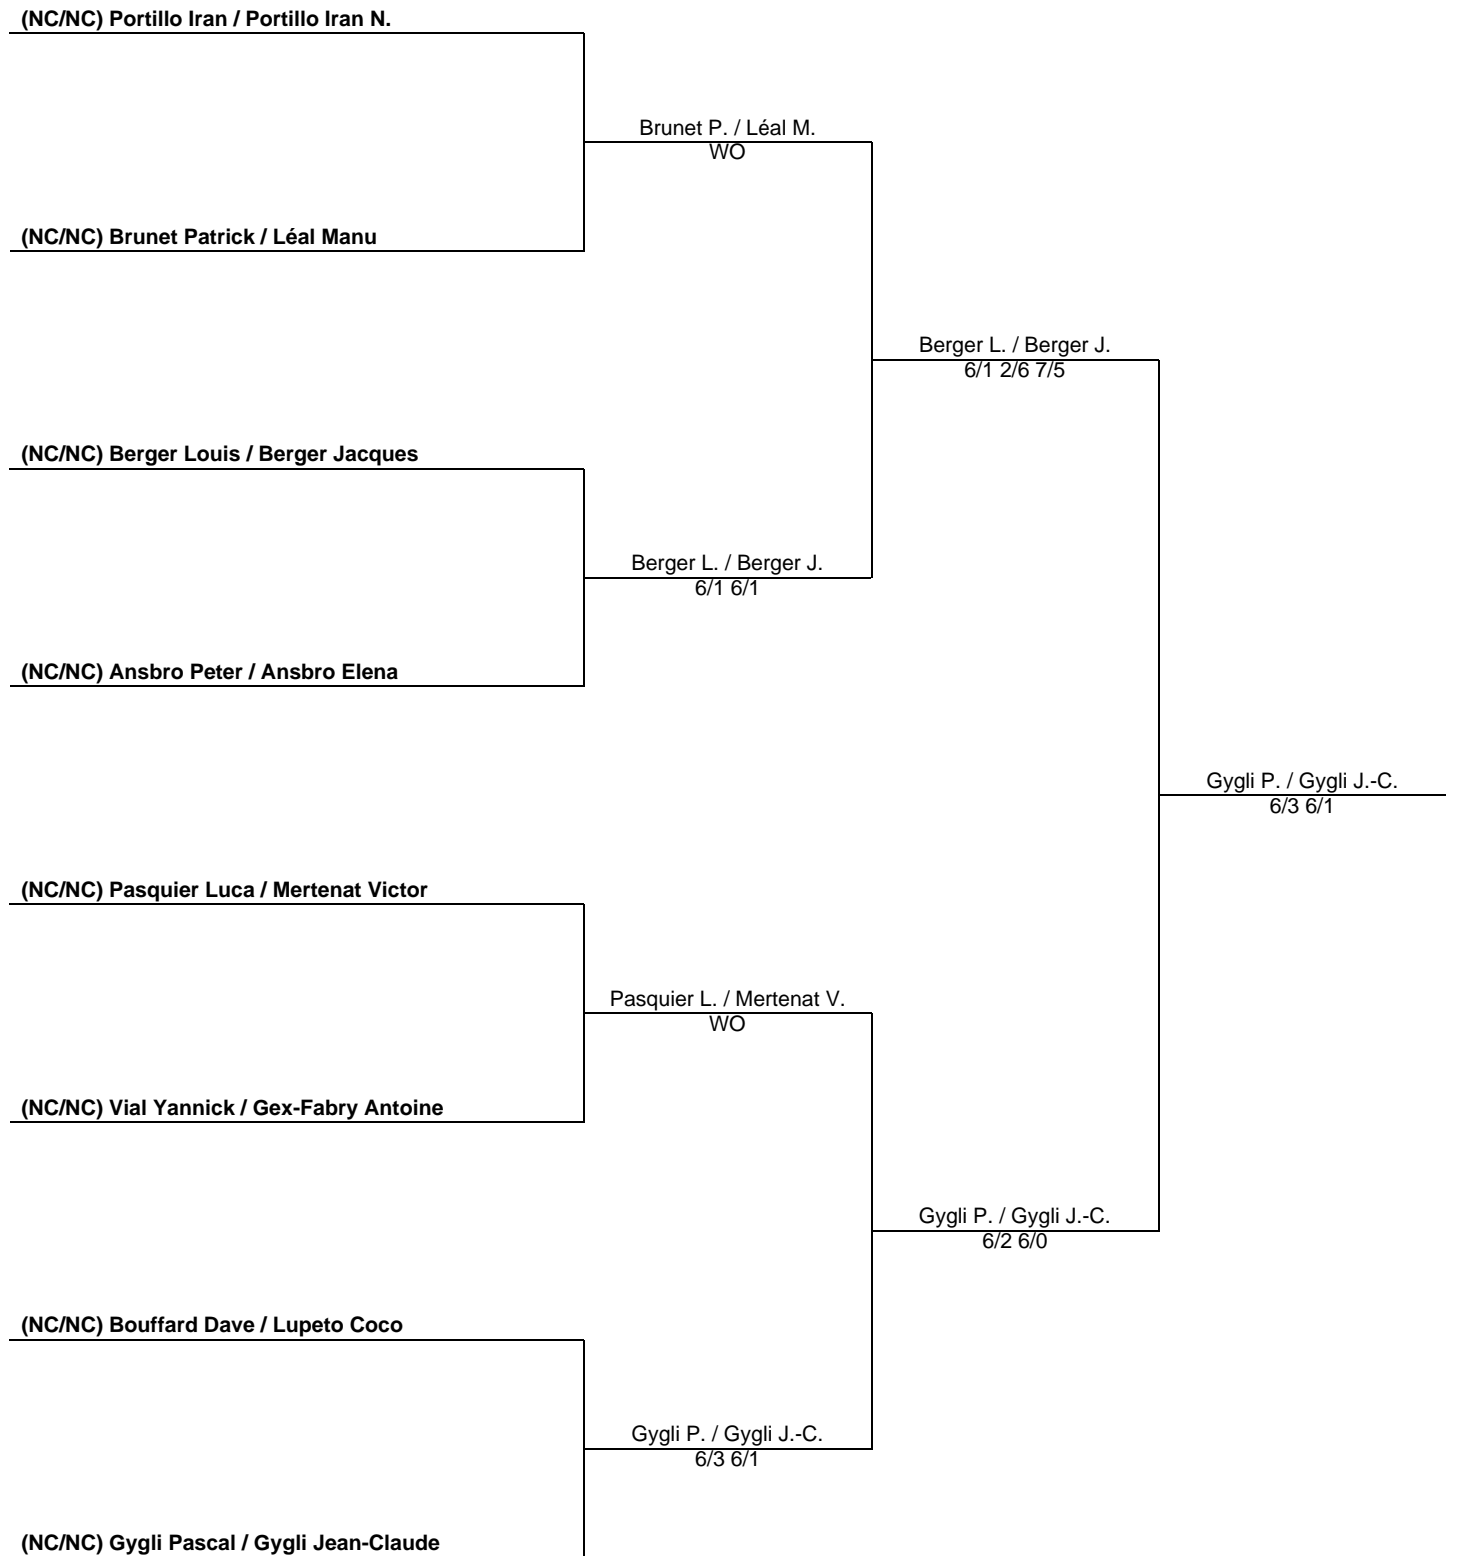 (NC/NC) Portillo Iran / Portillo Iran N.
Brunet P. / Léal M.
WO
(NC/NC) Brunet Patrick / Léal Manu
Berger L. / Berger J.
6/1 2/6 7/5
(NC/NC) Berger Louis / Berger Jacques
Berger L. / Berger J.
6/1 6/1
(NC/NC) Ansbro Peter / Ansbro Elena
Gygli P. / Gygli J.-C.
6/3 6/1
(NC/NC) Pasquier Luca / Mertenat Victor
Pasquier L. / Mertenat V.
WO
(NC/NC) Vial Yannick / Gex-Fabry Antoine
Gygli P. / Gygli J.-C.
6/2 6/0
(NC/NC) Bouffard Dave / Lupeto Coco
Gygli P. / Gygli J.-C.
6/3 6/1
(NC/NC) Gygli Pascal / Gygli Jean-Claude